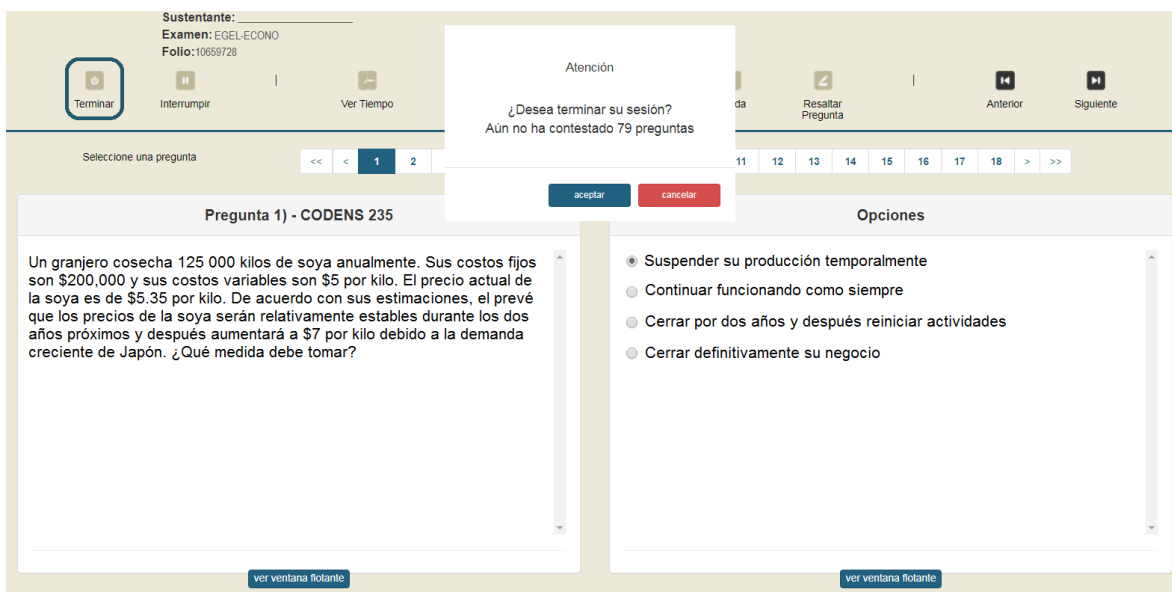 Sustentante:
Examen: EGEL-ECONO
Folio:10659728
Terminar
Interrumpir
|
Ver Tiempo
da
Resaltar
Pregunta
|
Anterior
Siguiente
Atención
¿Desea terminar su sesión?
Aún no ha contestado 79 preguntas
aceptar cancelar
Seleccione una pregunta
<< < 1 2 11 12 13 14 15 16 17 18 > >>
Pregunta 1) - CODENS 235
Un granjero cosecha 125 000 kilos de soya anualmente. Sus costos fijos
son $200,000 y sus costos variables son $5 por kilo. El precio actual de
la soya es de $5.35 por kilo. De acuerdo con sus estimaciones, el prevé
que los precios de la soya serán relativamente estables durante los dos
años próximos y después aumentará a $7 por kilo debido a la demanda
creciente de Japón. ¿Qué medida debe tomar?
ver ventana flotante
Opciones
Suspender su producción temporalmente
Continuar funcionando como siempre
Cerrar por dos años y después reiniciar actividades
Cerrar definitivamente su negocio
ver ventana flotante